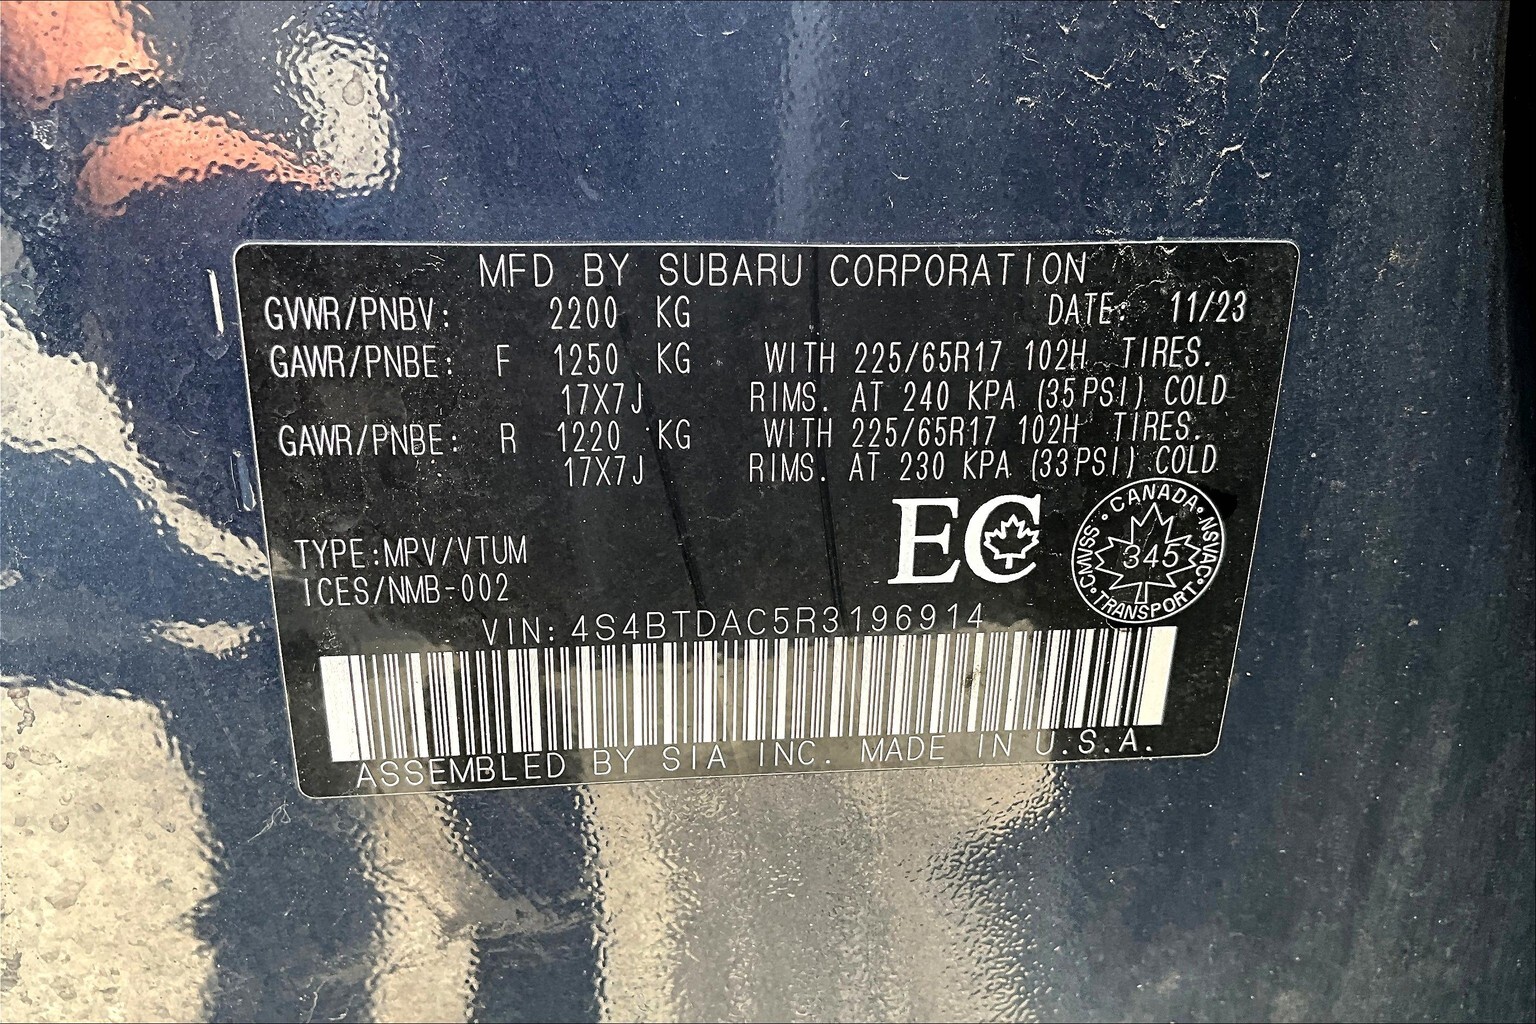 MFD BY SUBARU CORPORATION
GVWR/PNBV: 2200 KG DATE: 11/23
GAWR/PNBE: F 1250 KG WITH 225/65R17 102H TIRES.
17X7J RIMS. AT 240 KPA (35PSI) COLD
GAWR/PNBE: R 1220 KG WITH 225/65R17 102H TIRES.
17X7J RIMS. AT 230 KPA (33PSI) COLD
EC
CANADA
CMVSS 345 NSVAC
TRANSPORT
TYPE:MPV/VTUM
ICES/NMB-002
VIN: 4S4BTDAC5R3196914
ASSEMBLED BY SIA INC. MADE IN U.S.A.